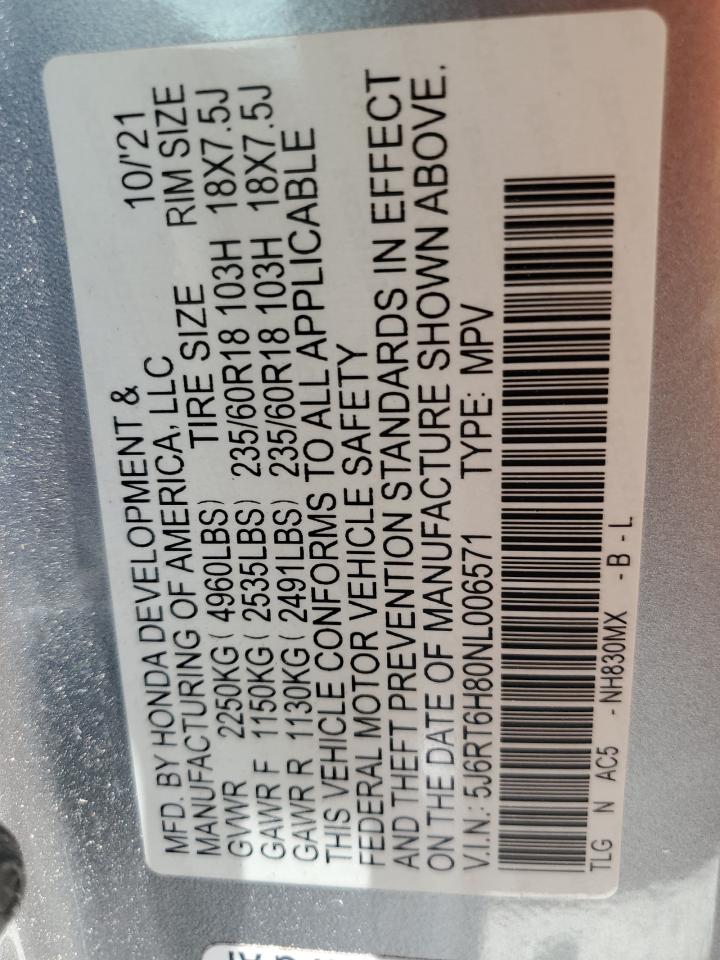 MFD. BY HONDA DEVELOPMENT & 10/'21
MANUFACTURING OF AMERICA, LLC
TIRE SIZE RIM SIZE
GVWR 2250KG ( 4960LBS)
GAWR F 1150KG ( 2535LBS) 235/60R18 103H 18X7.5J
GAWR R 1130KG ( 2491LBS) 235/60R18 103H 18X7.5J
THIS VEHICLE CONFORMS TO ALL APPLICABLE
FEDERAL MOTOR VEHICLE SAFETY
AND THEFT PREVENTION STANDARDS IN EFFECT
ON THE DATE OF MANUFACTURE SHOWN ABOVE.
V.I.N.: 5J6RT6H80NL006571 TYPE: MPV
TLG N AC5 - NH830MX - B - L